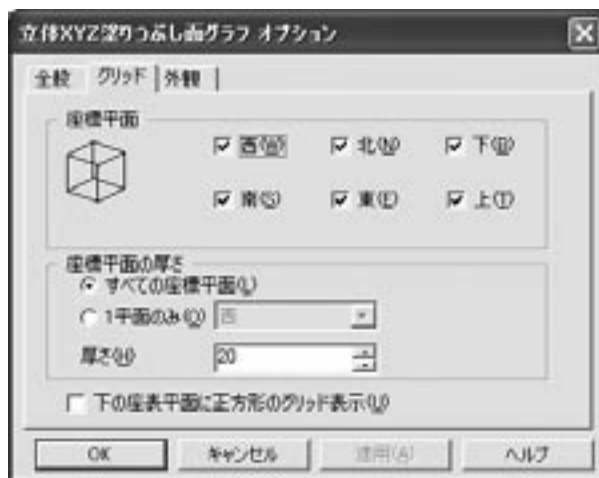 立体XYZ塗りつぶし面グラフ オプション
全般 グリッド 外観
座標平面
西(W) 北(N) 下(B)
南(S) 東(E) 上(T)
座標平面の厚さ
すべての座標平面(L)
1平面のみ(O) 西
厚さ(H) 20
下の座表平面に正方形のグリッド表示(U)
OK キャンセル 適用(A) ヘルプ